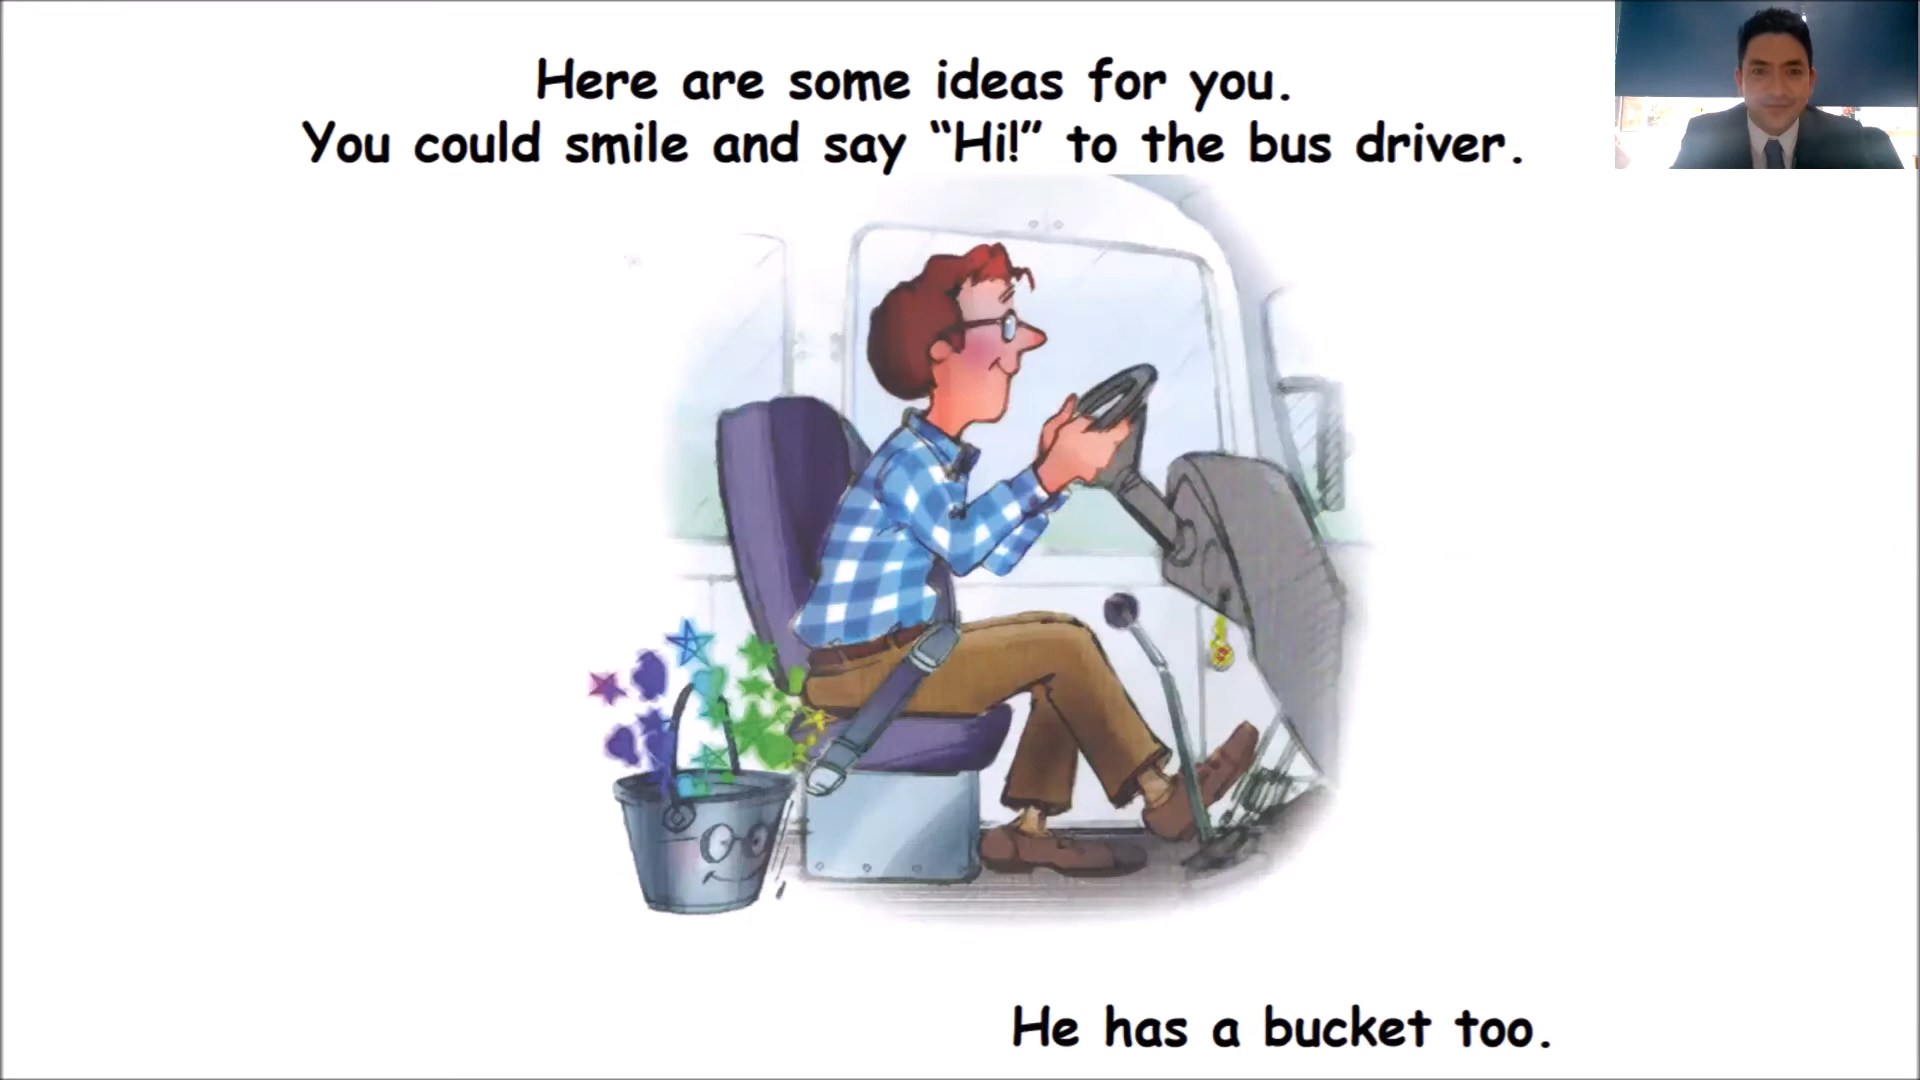 Here are some ideas for you.
You could smile and say “Hi!” to the bus driver.
He has a bucket too.